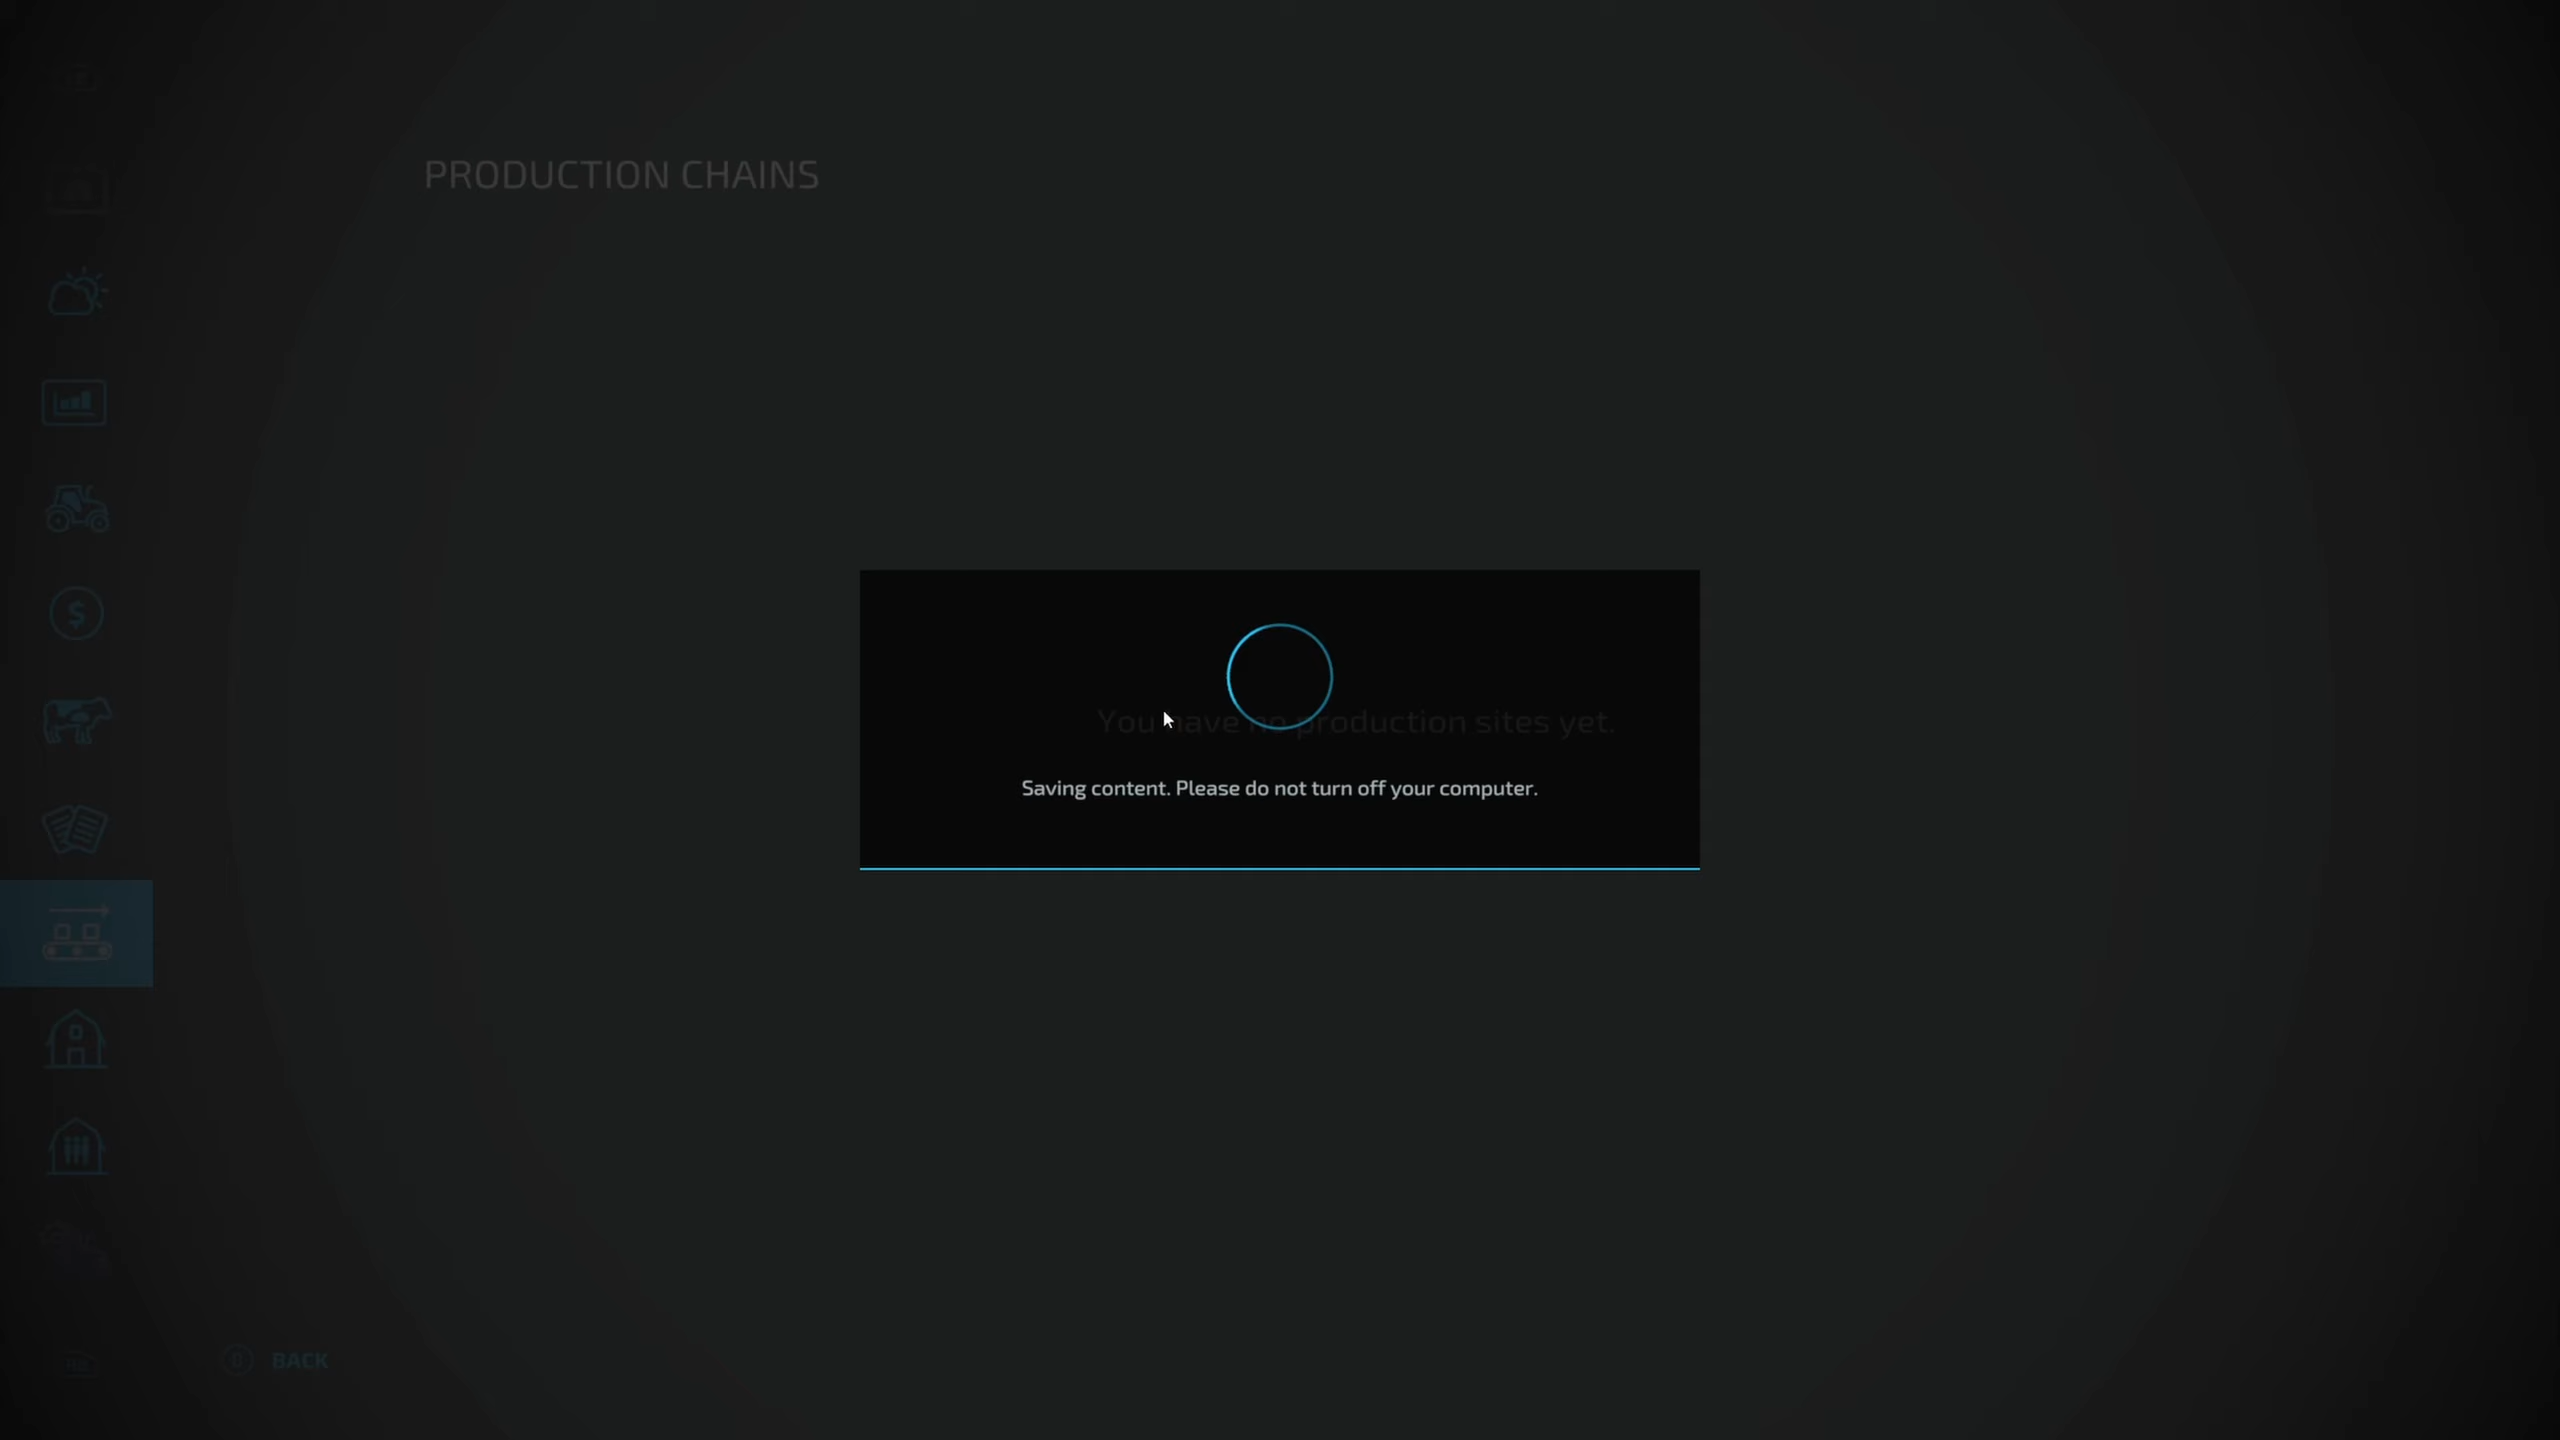 PRODUCTION CHAINS
You have no production sites yet.
Saving content. Please do not turn off your computer.
BACK